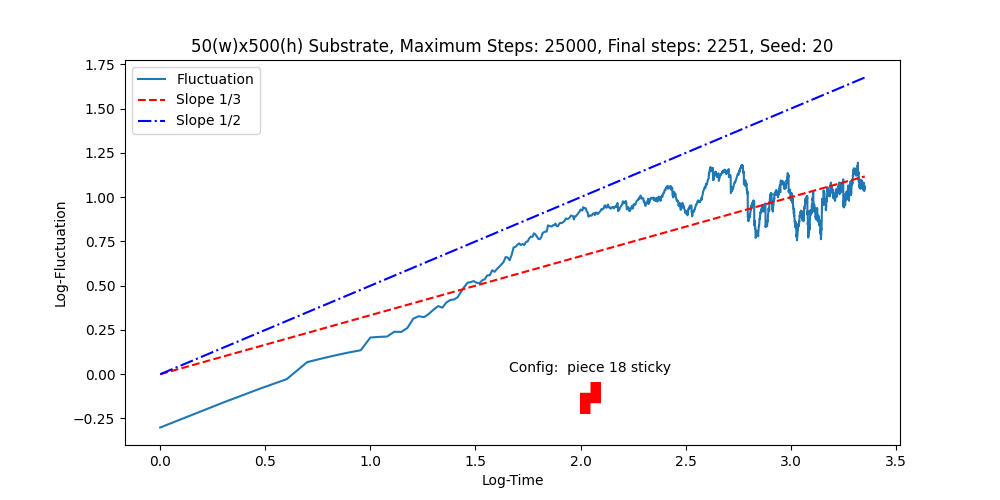 50(w)x500(h) Substrate, Maximum Steps: 25000, Final steps: 2251, Seed: 20
1.75
1.50
1.25
1.00
0.75
0.50
0.25
0.00
−0.25
Log-Fluctuation
Fluctuation
Slope 1/3
Slope 1/2
Config:  piece 18 sticky
0.0
0.5
1.0
1.5
2.0
2.5
3.0
3.5
Log-Time